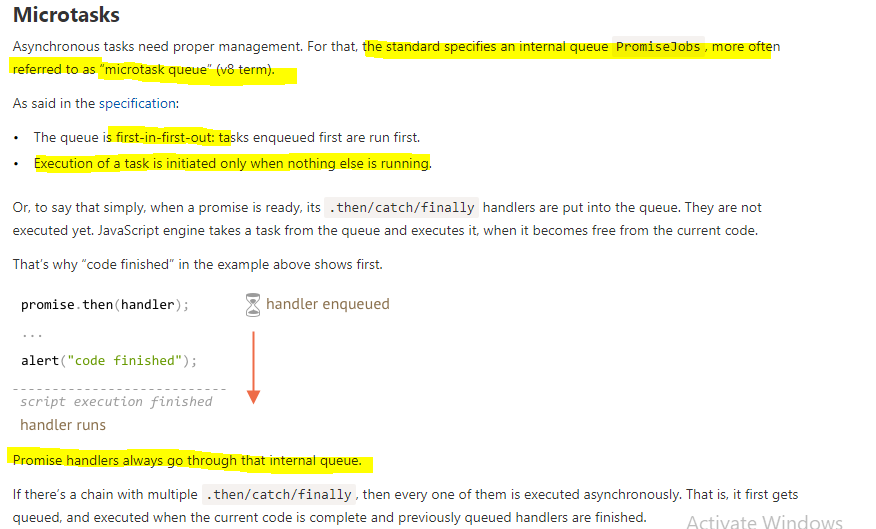 Microtasks
Asynchronous tasks need proper management. For that, the standard specifies an internal queue PromiseJobs, more often
referred to as “microtask queue” (v8 term).
As said in the specification:
• The queue is first-in-first-out: tasks enqueued first are run first.
• Execution of a task is initiated only when nothing else is running.
Or, to say that simply, when a promise is ready, its .then/catch/finally handlers are put into the queue. They are not
executed yet. JavaScript engine takes a task from the queue and executes it, when it becomes free from the current code.
That’s why “code finished” in the example above shows first.
promise.then(handler); handler enqueued
...
alert("code finished");
script execution finished
handler runs
Promise handlers always go through that internal queue.
If there’s a chain with multiple .then/catch/finally, then every one of them is executed asynchronously. That is, it first gets
queued, and executed when the current code is complete and previously queued handlers are finished.
Activate Windows